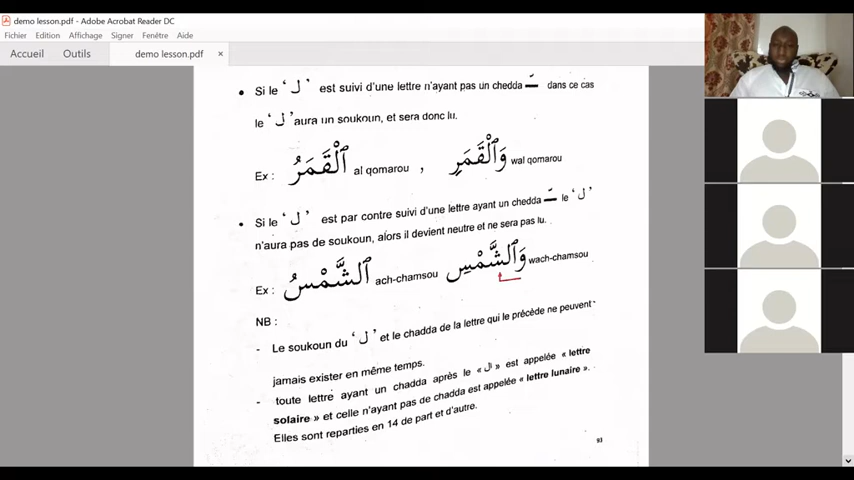 demo lesson.pdf - Adobe Acrobat Reader DC
Fichier Edition Affichage Signer Fenêtre Aide
Accueil Outils demo lesson.pdf ×
• Si le ‘ ل ’ est suivi d’une lettre n’ayant pas un chedda ـّ dans ce cas
le ‘ ل ’ aura un soukoun, et sera donc lu.
Ex : ٱلْقَمَرُ al qomarou , وَٱلْقَمَرِ wal qomarou
• Si le ‘ ل ’ est par contre suivi d’une lettre ayant un chedda ـّ le ‘ ل ’
n’aura pas de soukoun, alors il devient neutre et ne sera pas lu.
Ex : ٱلشَّمْسُ ach-chamsou وَٱلشَّمْسِ wach-chamsou
NB :
- Le soukoun du ‘ ل ’ et le chadda de la lettre qui le précède ne peuvent
jamais exister en même temps.
- toute lettre ayant un chadda après le « ال » est appelée « lettre
solaire » et celle n’ayant pas de chadda est appelée « lettre lunaire ».
Elles sont reparties en 14 de part et d’autre.
93